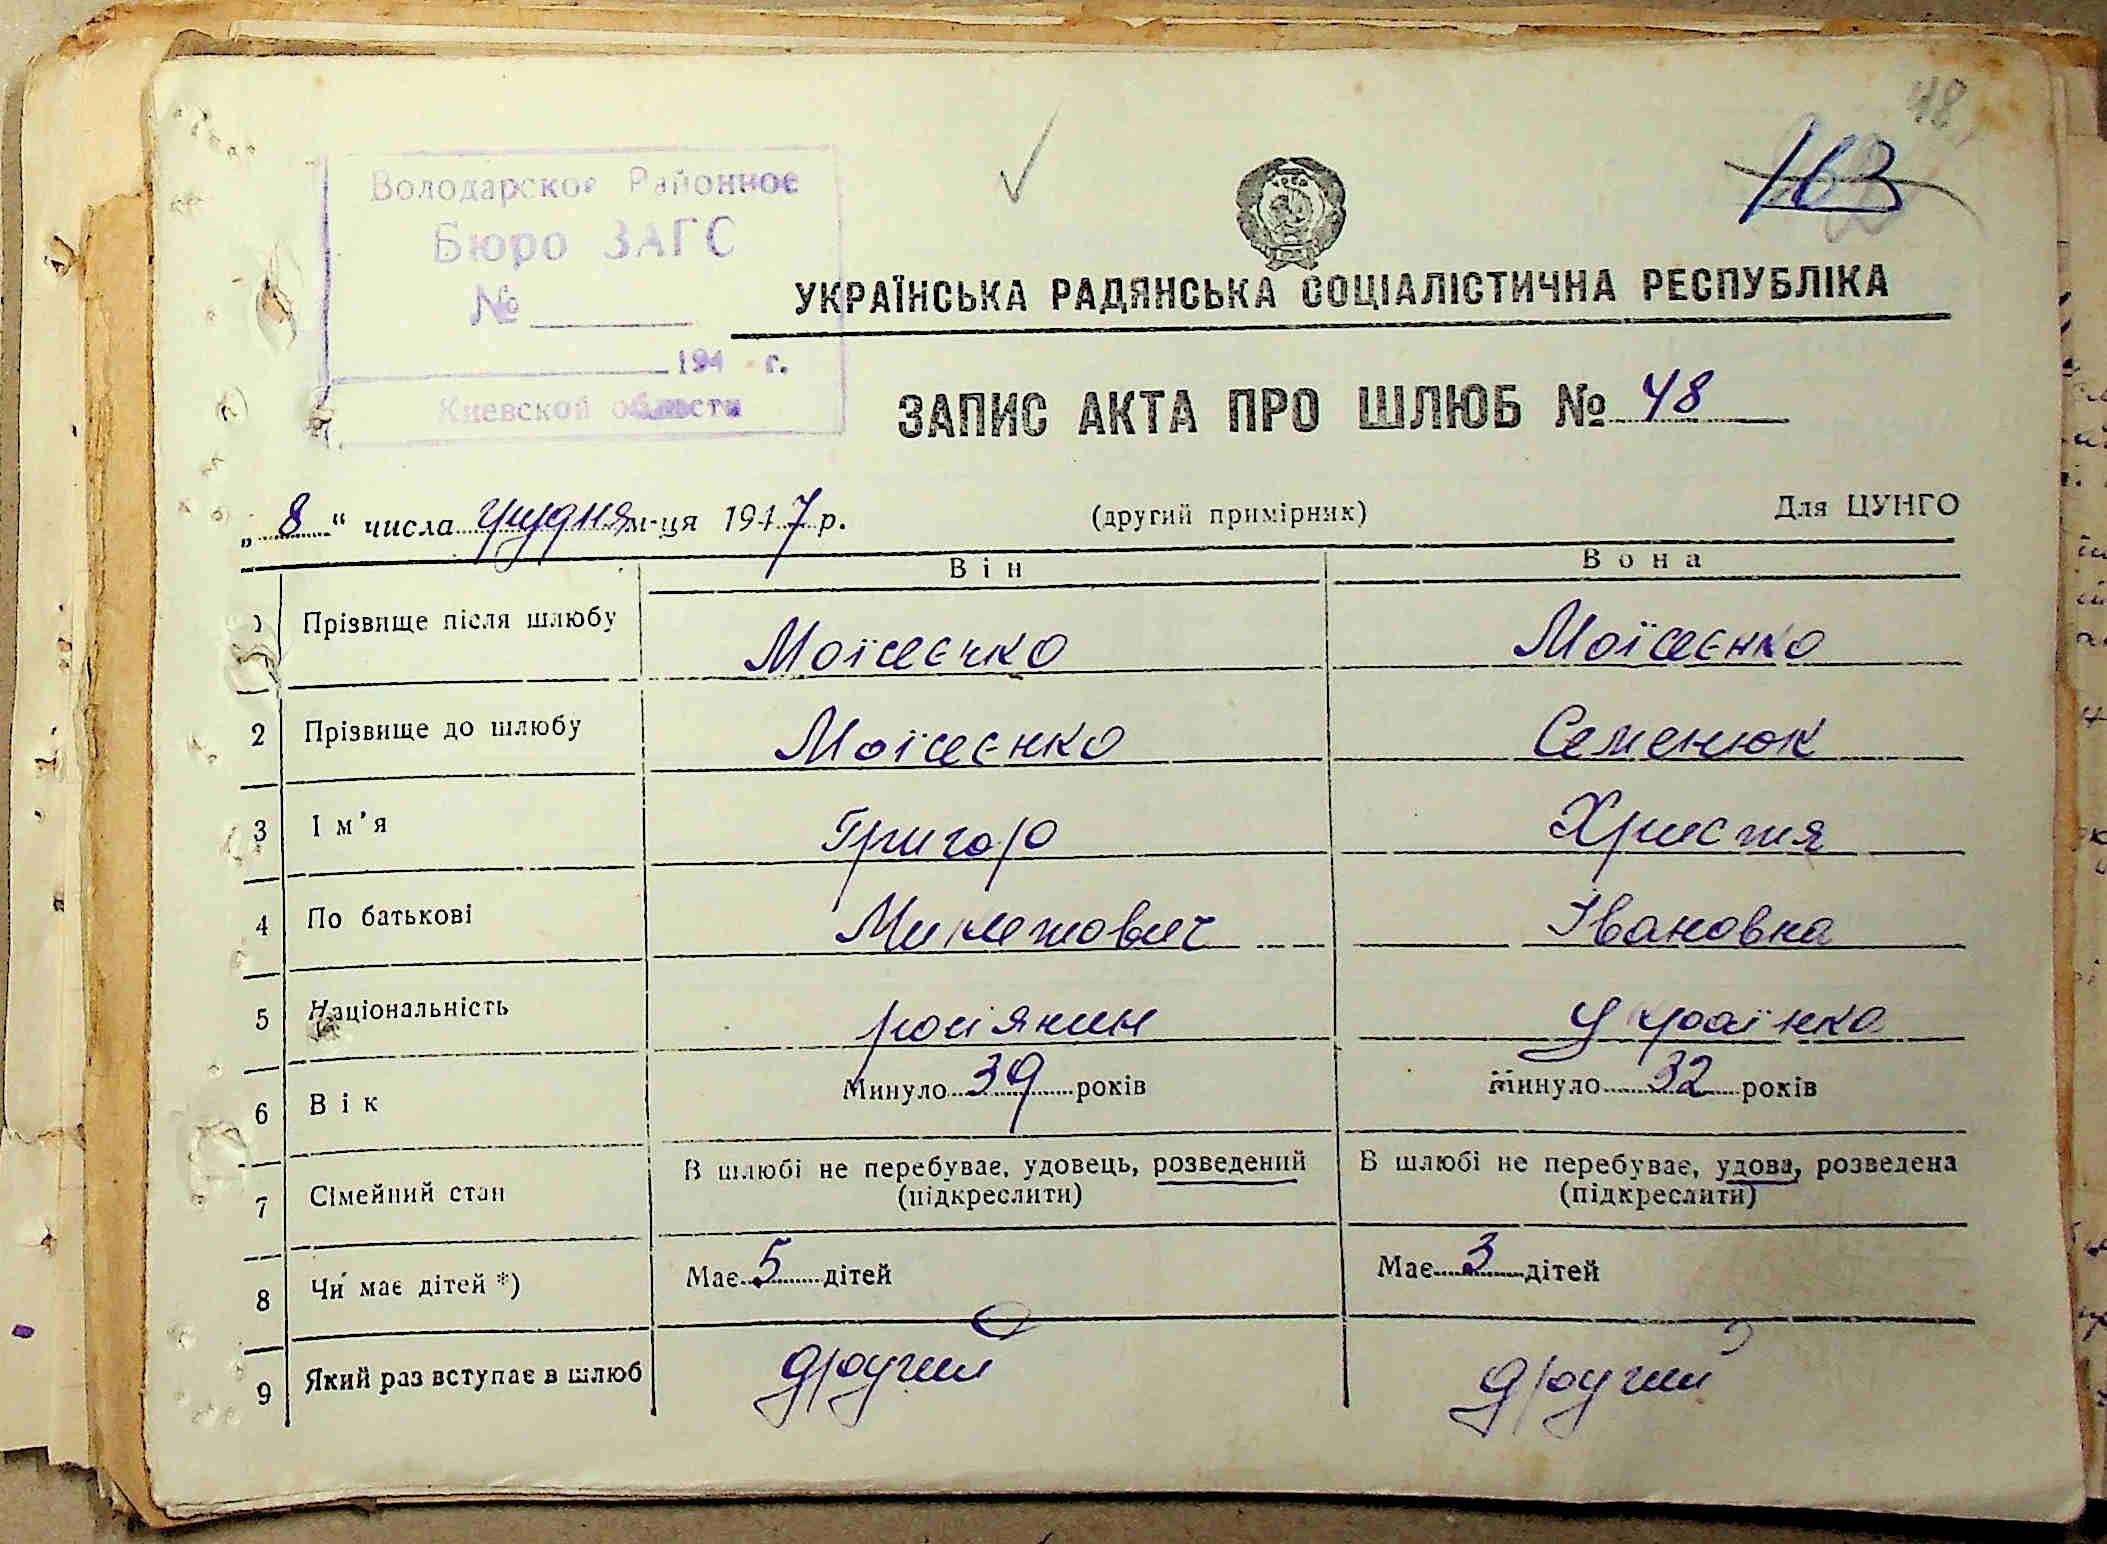 48
163
Володарское Районное
Бюро ЗАГС
№
194 г.
Киевской области
УКРАЇНСЬКА РАДЯНСЬКА СОЦІАЛІСТИЧНА РЕСПУБЛІКА
ЗАПИС АКТА ПРО ШЛЮБ № 48
„ 8 “ числа грудня м-ця 1947 р. (другий примірник) Для ЦУНГО
Він Вона
1 Прізвище після шлюбу Моїсеєнко Моїсеєнко
2 Прізвище до шлюбу Моїсеєнко Семенюк
3 Ім'я Григор Христя
4 По батькові Микитович Івановна
5 Національність росіянин українка
6 Вік Минуло 39 років Минуло 32 років
7 Сімейний стан В шлюбі не перебуває, удовець, розведений (підкреслити) В шлюбі не перебуває, удова, розведена (підкреслити)
8 Чи має дітей *) Має 5 дітей Має 3 дітей
9 Який раз вступає в шлюб другий другий